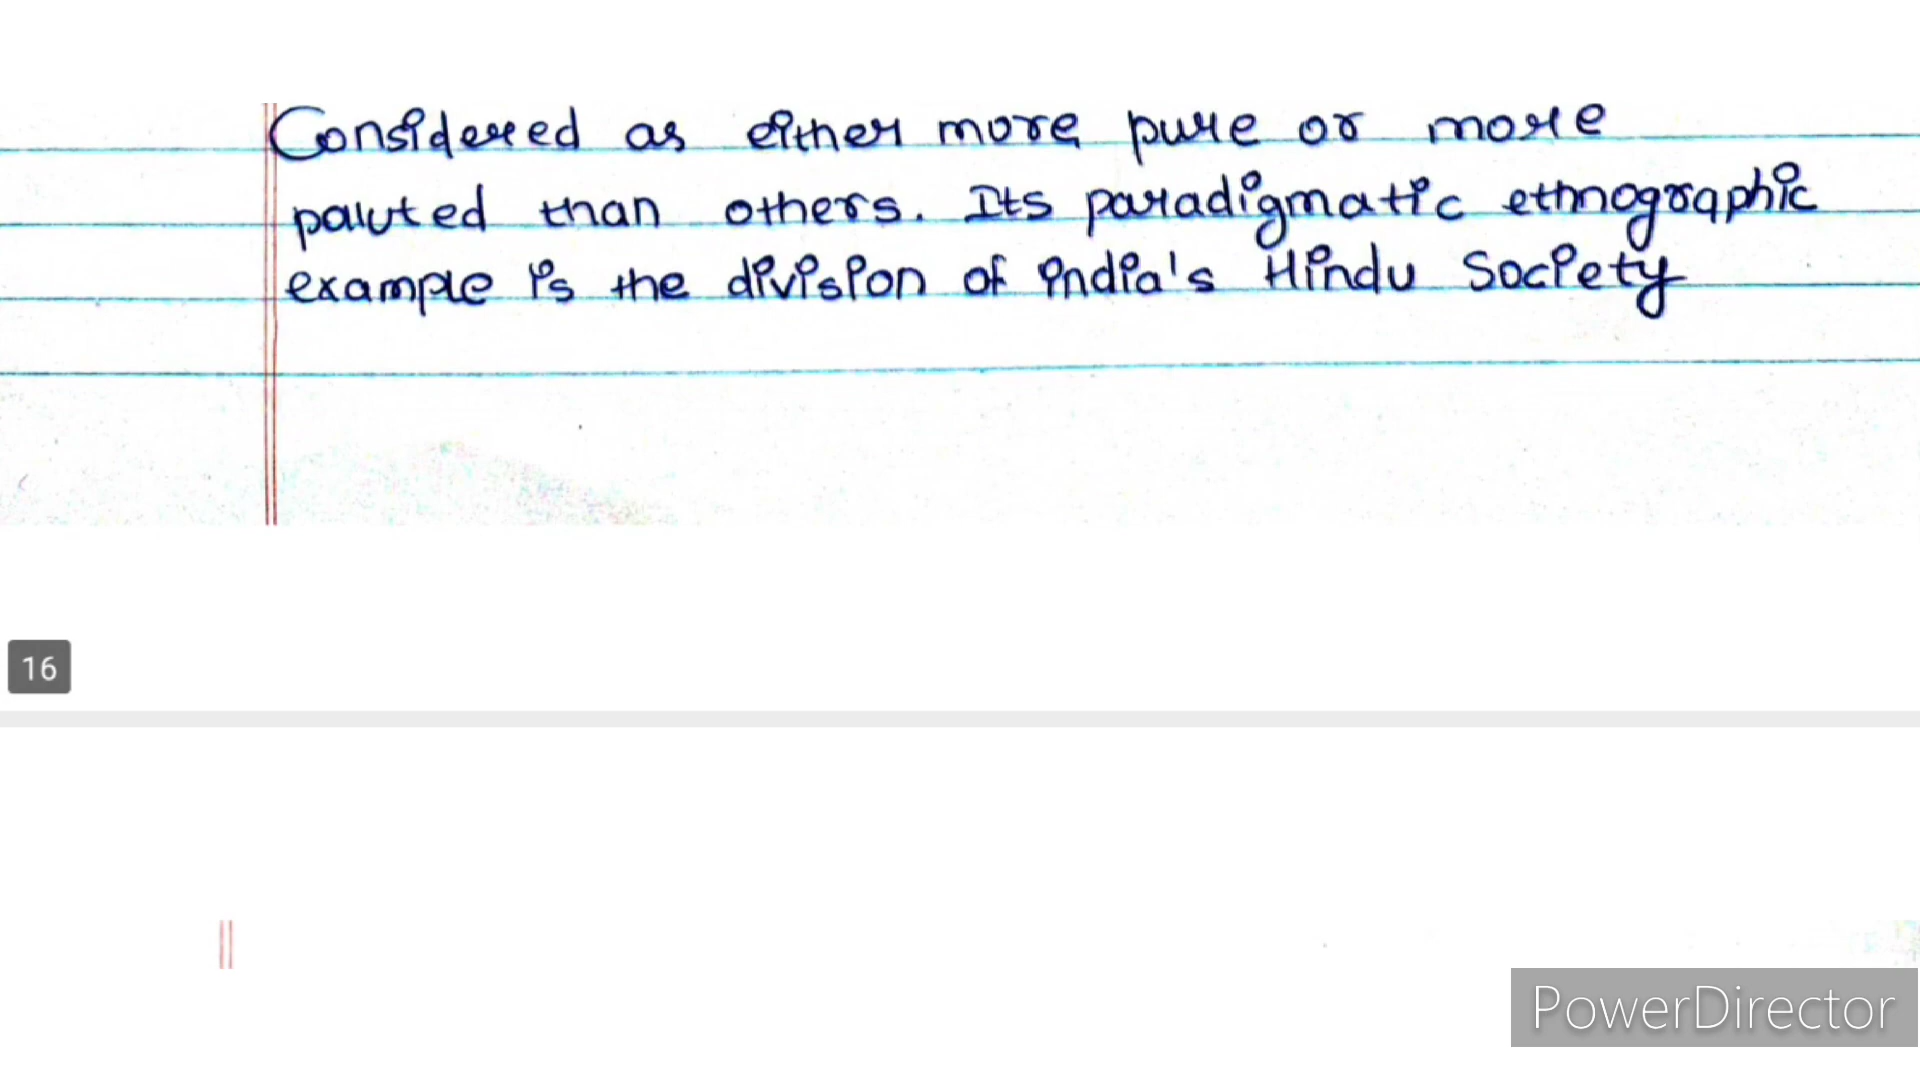 Considered as either more pure or more
paluted than others. Its paradigmatic ethnographic
example is the division of india's Hindu Society
16
PowerDirector